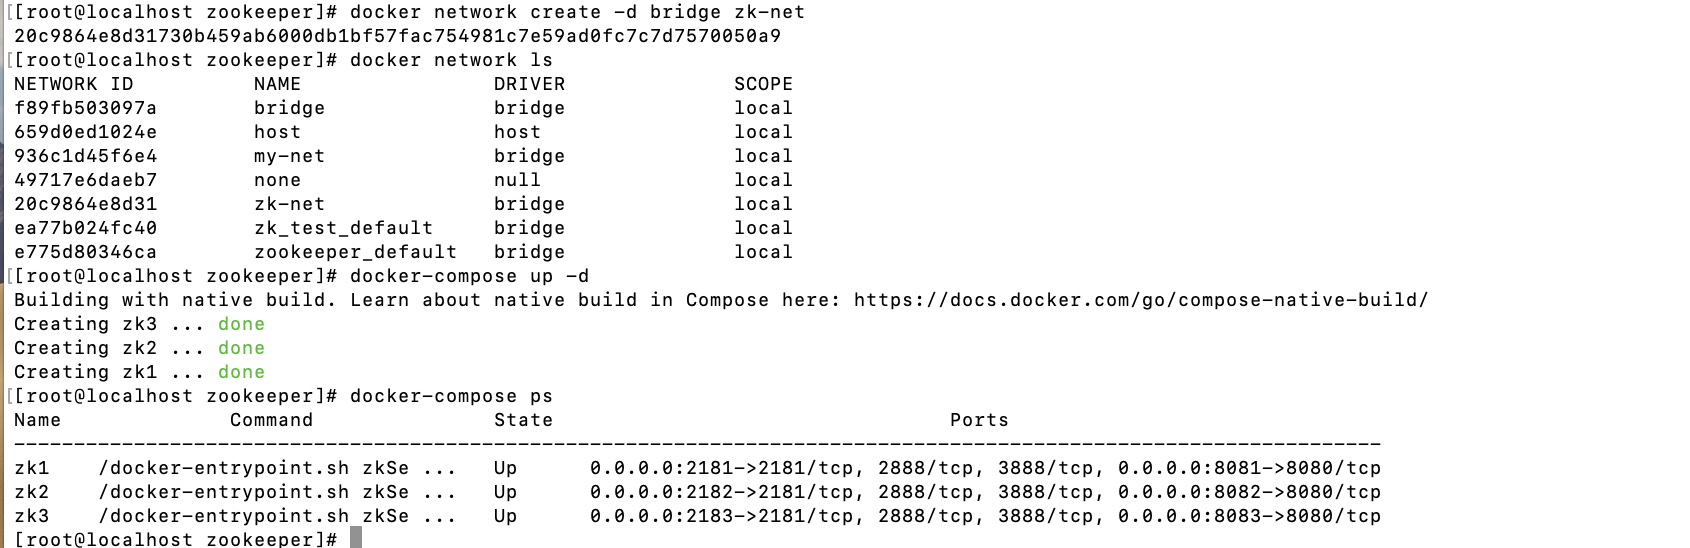 [[root@localhost zookeeper]# docker network create -d bridge zk-net
20c9864e8d31730b459ab6000db1bf57fac754981c7e59ad0fc7c7d7570050a9
[[root@localhost zookeeper]# docker network ls
NETWORK ID          NAME                DRIVER              SCOPE
f89fb503097a        bridge              bridge              local
659d0ed1024e        host                host                local
936c1d45f6e4        my-net              bridge              local
49717e6daeb7        none                null                local
20c9864e8d31        zk-net              bridge              local
ea77b024fc40        zk_test_default     bridge              local
e775d80346ca        zookeeper_default   bridge              local
[[root@localhost zookeeper]# docker-compose up -d
Building with native build. Learn about native build in Compose here: https://docs.docker.com/go/compose-native-build/
Creating zk3 ... done
Creating zk2 ... done
Creating zk1 ... done
[[root@localhost zookeeper]# docker-compose ps
Name              Command               State                                 Ports
------------------------------------------------------------------------------------------------------------------
zk1    /docker-entrypoint.sh zkSe ...   Up      0.0.0.0:2181->2181/tcp, 2888/tcp, 3888/tcp, 0.0.0.0:8081->8080/tcp
zk2    /docker-entrypoint.sh zkSe ...   Up      0.0.0.0:2182->2181/tcp, 2888/tcp, 3888/tcp, 0.0.0.0:8082->8080/tcp
zk3    /docker-entrypoint.sh zkSe ...   Up      0.0.0.0:2183->2181/tcp, 2888/tcp, 3888/tcp, 0.0.0.0:8083->8080/tcp
[root@localhost zookeeper]#